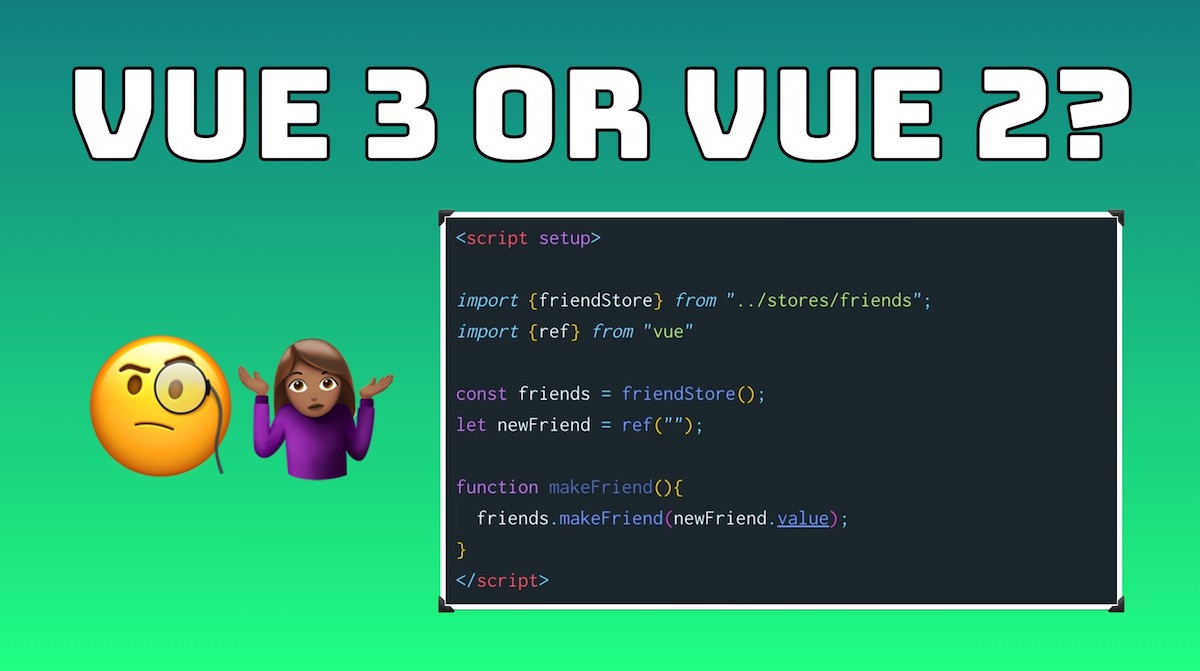 VUE 3 OR VUE 2?
<script setup>
import {friendStore} from "../stores/friends";
import {ref} from "vue"
const friends = friendStore();
let newFriend = ref("");
function makeFriend(){
friends.makeFriend(newFriend.value);
}
</script>